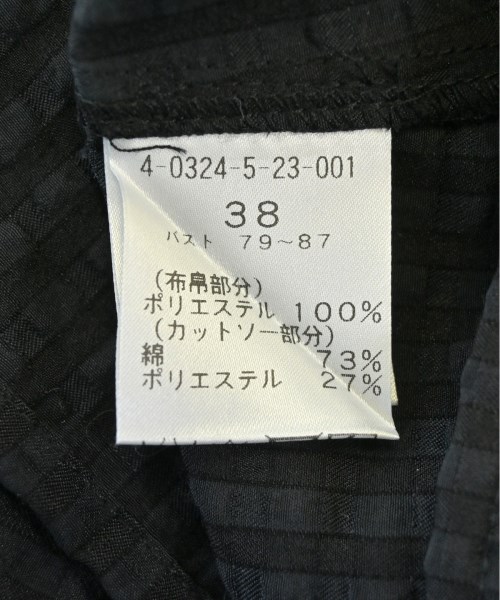 4-0324-5-23-001
38
バスト 79~87
(布帛部分)
ポリエステル 100%
(カットソー部分)
綿 73%
ポリエステル 27%